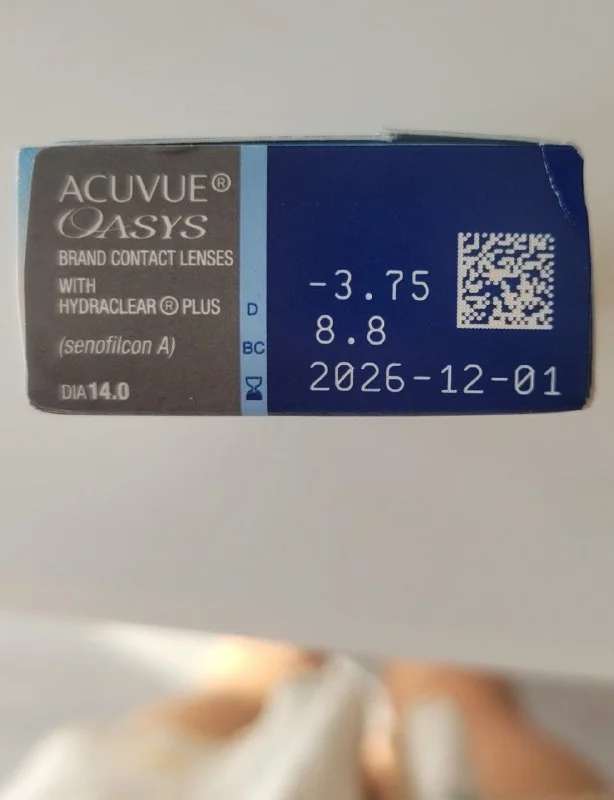 ACUVUE®
OASYS
BRAND CONTACT LENSES
WITH
HYDRACLEAR® PLUS
(senofilcon A)
DIA14.0
D -3.75
BC 8.8
2026-12-01